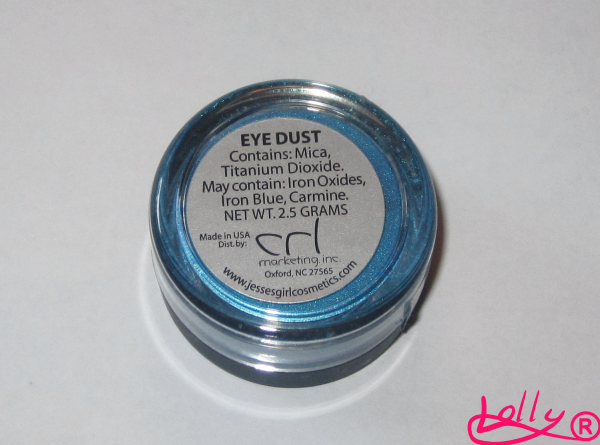 EYE DUST
Contains: Mica,
Titanium Dioxide.
May contain: Iron Oxides,
Iron Blue, Carmine.
NET WT. 2.5 GRAMS
Made in USA
Dist. by:
crl
marketing, inc.
Oxford, NC 27565
www.jessesgirlcosmetics.com
Lolly ®